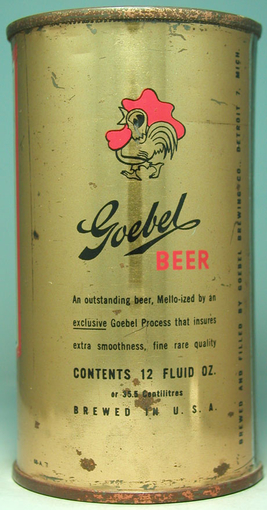 Goebel
BEER
An outstanding beer, Mello-ized by an
exclusive Goebel Process that insures
extra smoothness, fine rare quality
CONTENTS 12 FLUID OZ.
or 35.5 Centilitres
BREWED IN U. S. A.
BREWED AND FILLED BY GOEBEL BREWING CO. DETROIT 7, MICH.